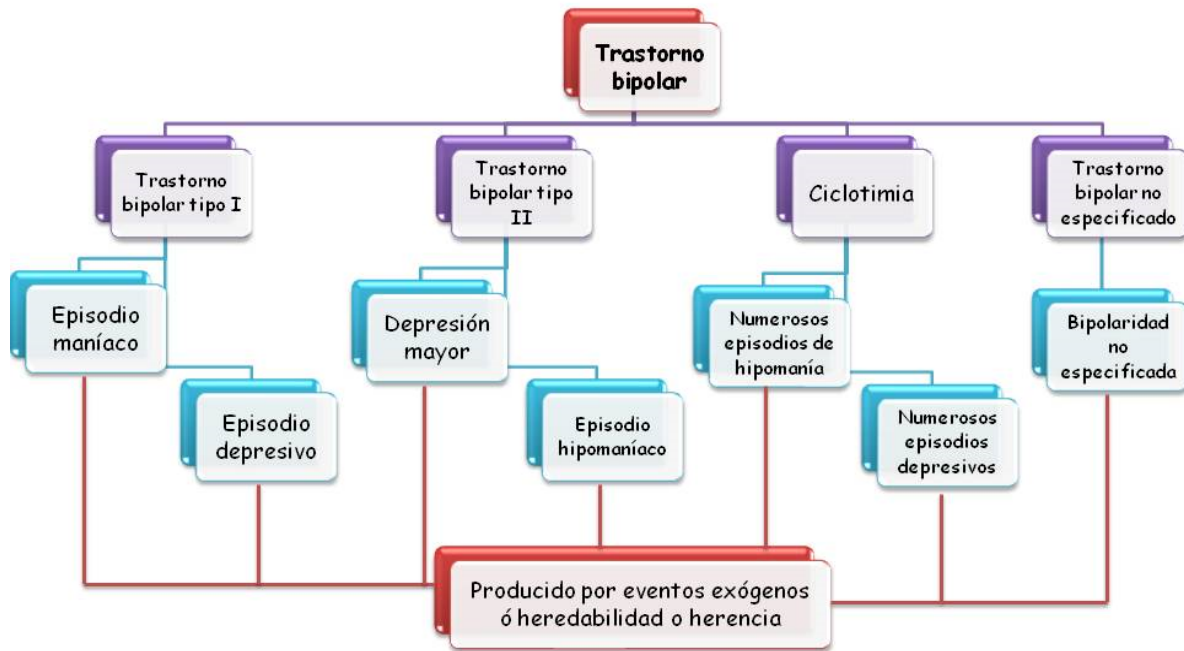 Trastorno
bipolar
Trastorno
bipolar tipo I
Trastorno
bipolar tipo
II
Ciclotimia
Trastorno
bipolar no
especificado
Episodio
maníaco
Episodio
depresivo
Depresión
mayor
Episodio
hipomaníaco
Numerosos
episodios de
hipomanía
Numerosos
episodios
depresivos
Bipolaridad
no
especificada
Producido por eventos exógenos
ó heredabilidad o herencia